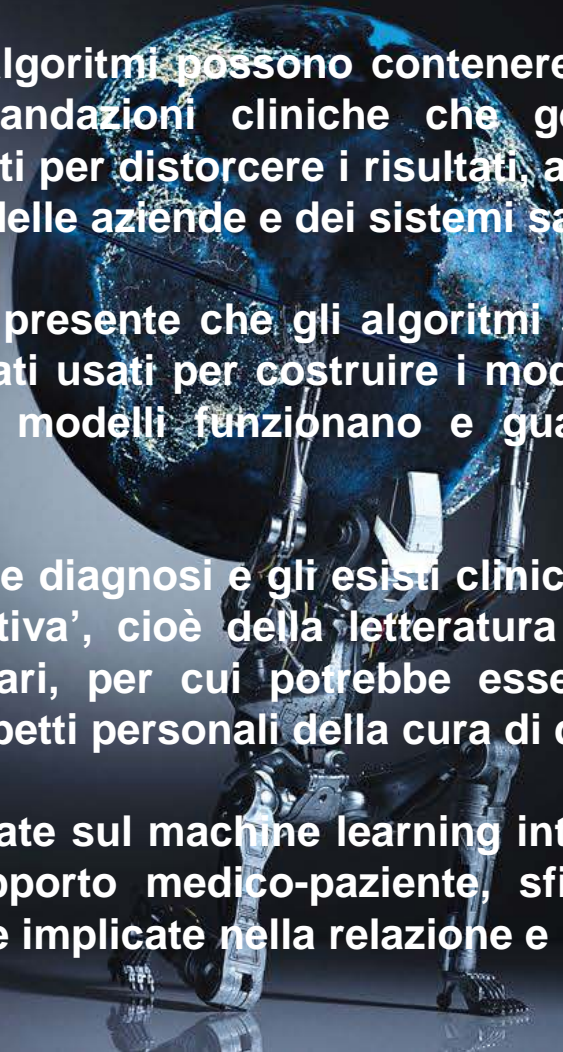 lgoritmi possono contenere
andazioni cliniche che ge
ti per distorcere i risultati, a
delle aziende e dei sistemi sa
presente che gli algoritmi s
ati usati per costruire i mod
modelli funzionano e gua
e diagnosi e gli esisti clinic
tiva’, cioè della letteratura
ari, per cui potrebbe esse
petti personali della cura di c
ate sul machine learning int
pporto medico-paziente, sfi
e implicate nella relazione e